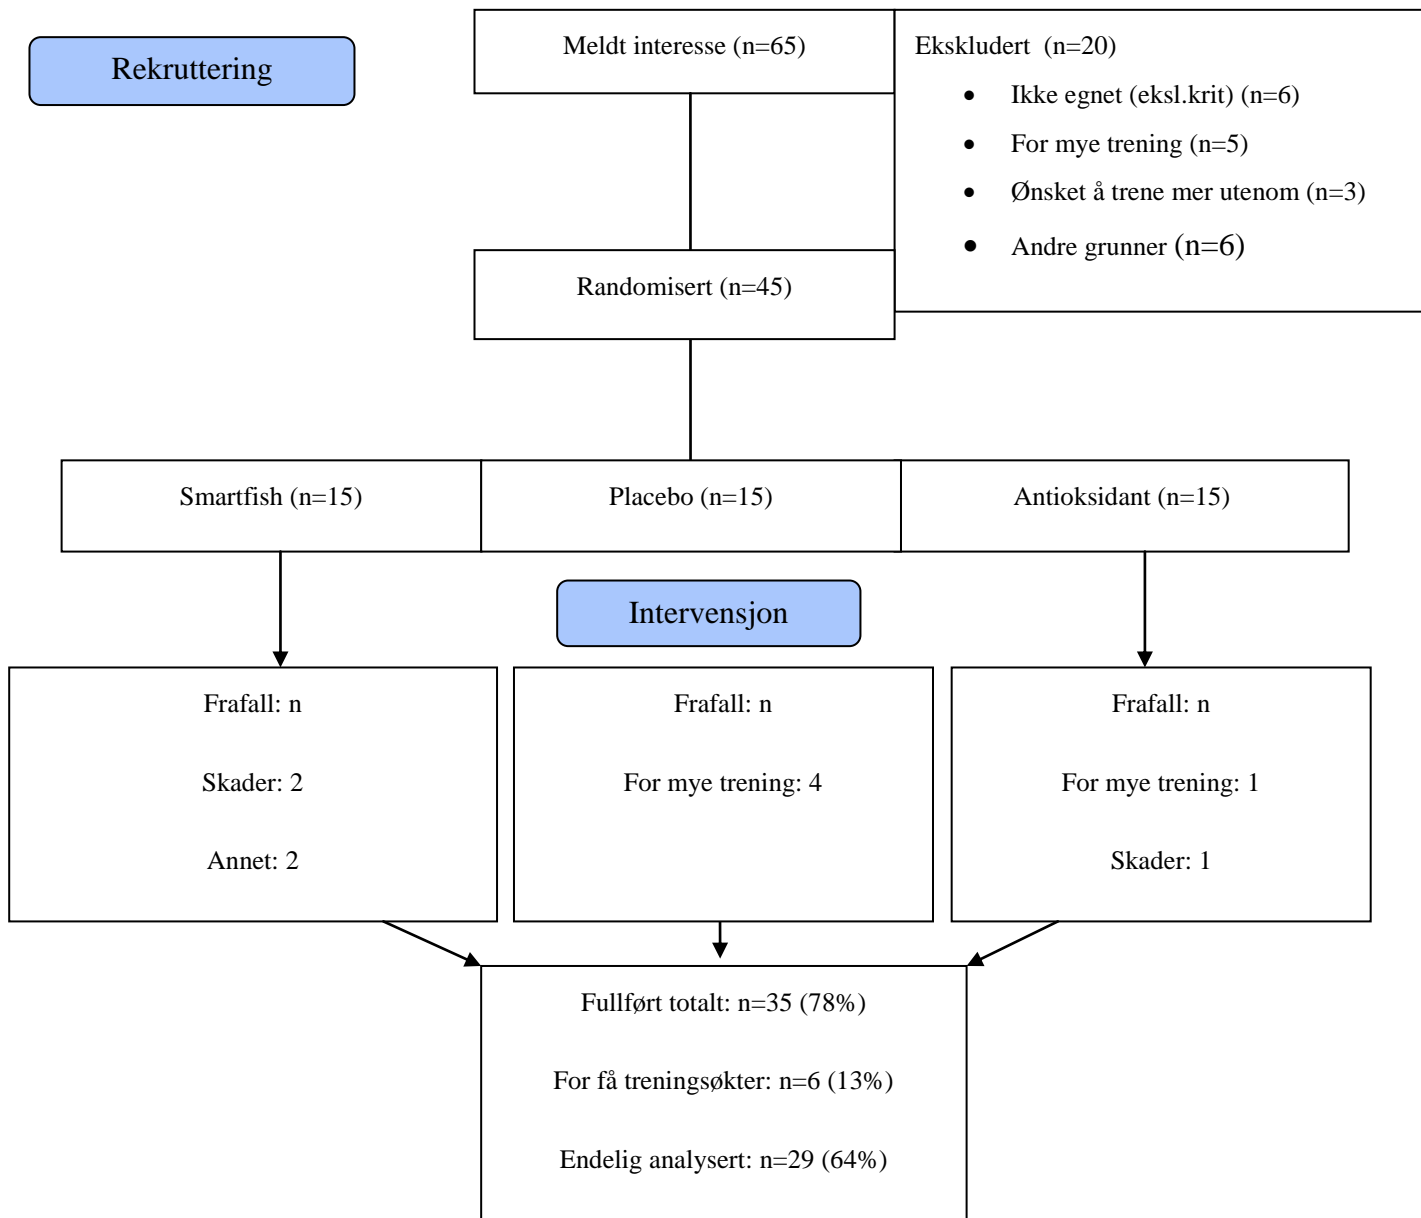 Rekruttering
Meldt interesse (n=65)
Ekskludert (n=20)
• Ikke egnet (eksl.krit) (n=6)
• For mye trening (n=5)
• Ønsket å trene mer utenom (n=3)
• Andre grunner (n=6)
Randomisert (n=45)
Smartfish (n=15)
Placebo (n=15)
Antioksidant (n=15)
Intervensjon
Frafall: n
Skader: 2
Annet: 2
Frafall: n
For mye trening: 4
Frafall: n
For mye trening: 1
Skader: 1
Fullført totalt: n=35 (78%)
For få treningsøkter: n=6 (13%)
Endelig analysert: n=29 (64%)